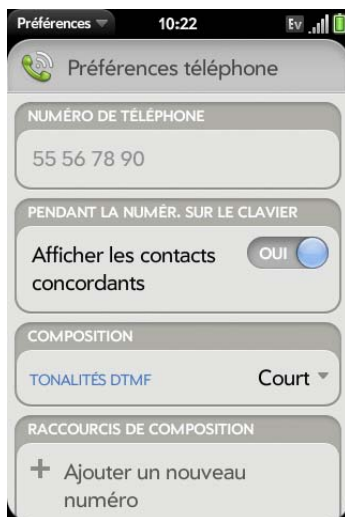 Préférences
10:22
Ev
Préférences téléphone
NUMÉRO DE TÉLÉPHONE
55 56 78 90
PENDANT LA NUMÉR. SUR LE CLAVIER
Afficher les contacts
concordants
OUI
COMPOSITION
TONALITÉS DTMF
Court
RACCOURCIS DE COMPOSITION
+ Ajouter un nouveau
numéro